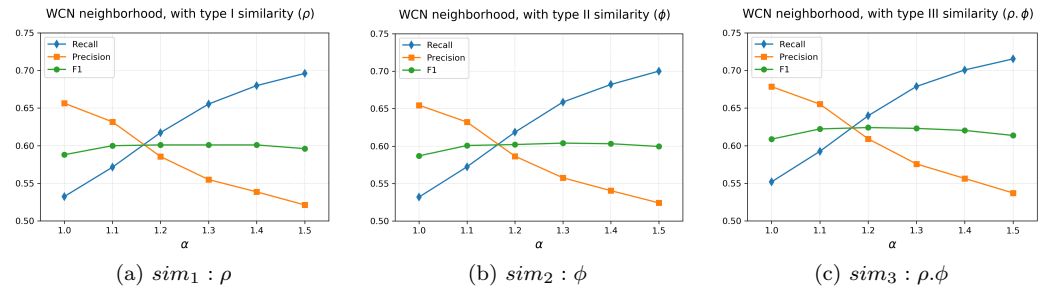 WCN neighborhood, with type I similarity (ρ)
0.75
0.70
0.65
0.60
0.55
0.50
Recall
Precision
F1
1.0 1.1 1.2 1.3 1.4 1.5
α
(a) sim₁ : ρ
WCN neighborhood, with type II similarity (ϕ)
0.75
0.70
0.65
0.60
0.55
0.50
Recall
Precision
F1
1.0 1.1 1.2 1.3 1.4 1.5
α
(b) sim₂ : ϕ
WCN neighborhood, with type III similarity (ρ.ϕ)
0.75
0.70
0.65
0.60
0.55
0.50
Recall
Precision
F1
1.0 1.1 1.2 1.3 1.4 1.5
α
(c) sim₃ : ρ.ϕ